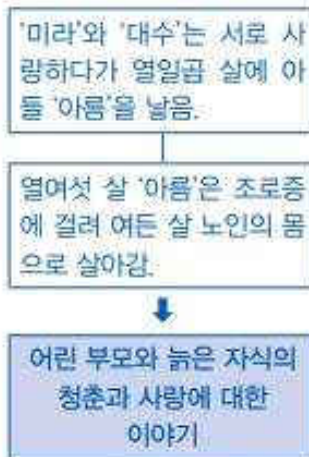 '미라'와 '대수'는 서로 사
랑하다가 열일곱 살에 아
들 '아름'을 낳음.
열여섯 살 '아름'은 조로증
에 걸려 여든 살 노인의 몸
으로 살아감.
어린 부모와 늙은 자식의
청춘과 사랑에 대한
이야기